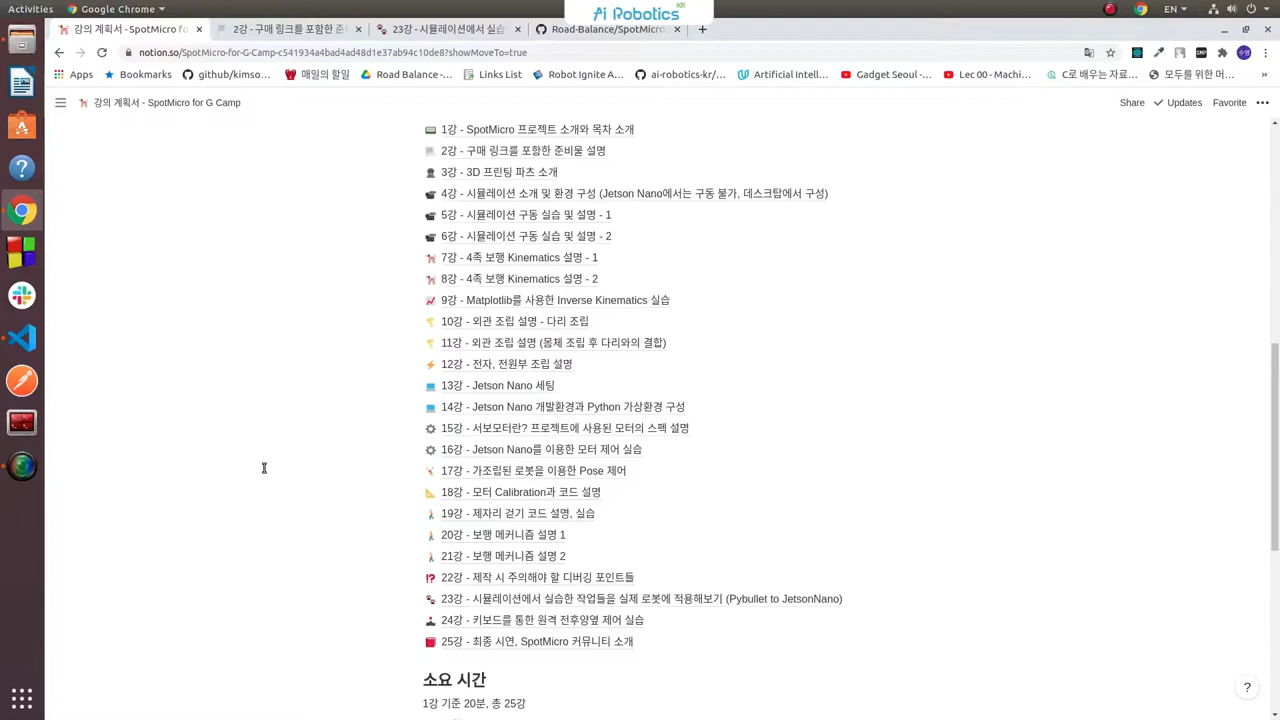 Activities
Google Chrome
Ai Robotics KR
EN
강의 계획서 - SpotMicro fo
2강 - 구매 링크를 포함한 준
23강 - 시뮬레이션에서 실습
Road-Balance/SpotMicro
notion.so/SpotMicro-for-G-Camp-c541934a4bad4ad48d1e37ab94c10de8?showMoveTo=true
수영
Apps
Bookmarks
github/kimso...
매일의 할일
Road Balance -...
Links List
Robot Ignite A...
ai-robotics-kr/...
Artificial Intell...
Gadget Seoul -...
Lec 00 - Machi...
C로 배우는 자료...
모두를 위한 머...
»
강의 계획서 - SpotMicro for G Camp
Share
Updates
Favorite
1강 - SpotMicro 프로젝트 소개와 목차 소개
2강 - 구매 링크를 포함한 준비물 설명
3강 - 3D 프린팅 파츠 소개
4강 - 시뮬레이션 소개 및 환경 구성 (Jetson Nano에서는 구동 불가, 데스크탑에서 구성)
5강 - 시뮬레이션 구동 실습 및 설명 - 1
6강 - 시뮬레이션 구동 실습 및 설명 - 2
7강 - 4족 보행 Kinematics 설명 - 1
8강 - 4족 보행 Kinematics 설명 - 2
9강 - Matplotlib를 사용한 Inverse Kinematics 실습
10강 - 외관 조립 설명 - 다리 조립
11강 - 외관 조립 설명 (몸체 조립 후 다리와의 결합)
12강 - 전자, 전원부 조립 설명
13강 - Jetson Nano 세팅
14강 - Jetson Nano 개발환경과 Python 가상환경 구성
15강 - 서보모터란? 프로젝트에 사용된 모터의 스펙 설명
16강 - Jetson Nano를 이용한 모터 제어 실습
17강 - 가조립된 로봇을 이용한 Pose 제어
18강 - 모터 Calibration과 코드 설명
19강 - 제자리 걷기 코드 설명, 실습
20강 - 보행 메커니즘 설명 1
21강 - 보행 메커니즘 설명 2
22강 - 제작 시 주의해야 할 디버깅 포인트들
23강 - 시뮬레이션에서 실습한 작업들을 실제 로봇에 적용해보기 (Pybullet to JetsonNano)
24강 - 키보드를 통한 원격 전후양옆 제어 실습
25강 - 최종 시연, SpotMicro 커뮤니티 소개
소요 시간
1강 기준 20분, 총 25강
?